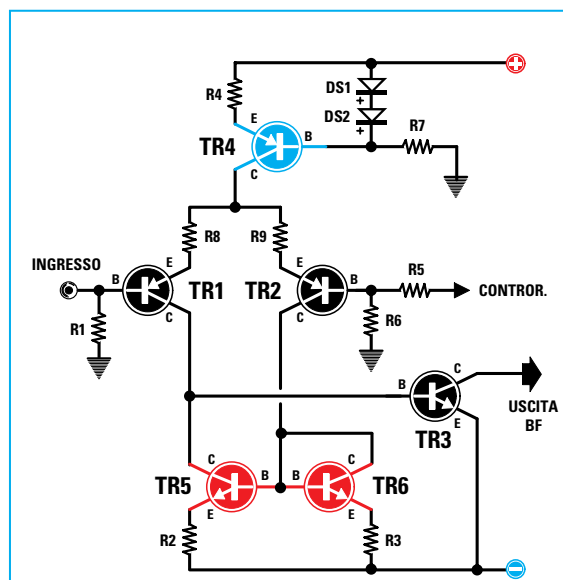 +
R4
DS1
+
DS2
+
R7
E
B
TR4
C
R8
R9
INGRESSO
E
E
B
TR1
TR2
B
R5
CONTROR.
R1
C
C
R6
C
B
USCITA
BF
E
TR3
C
C
TR5
B
B
TR6
E
E
R2
R3
−